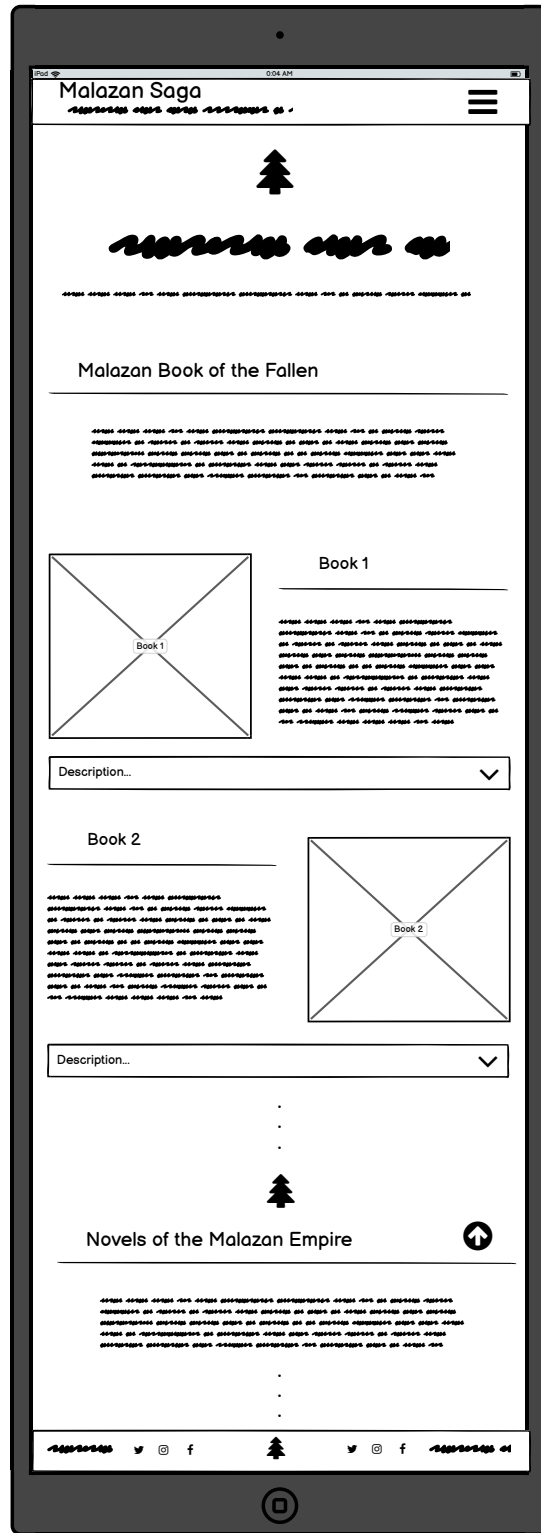 iPad
0:04 AM
Malazan Saga
Malazan Book of the Fallen
Book 1
Book 1
Description...
Book 2
Book 2
Description...
Novels of the Malazan Empire